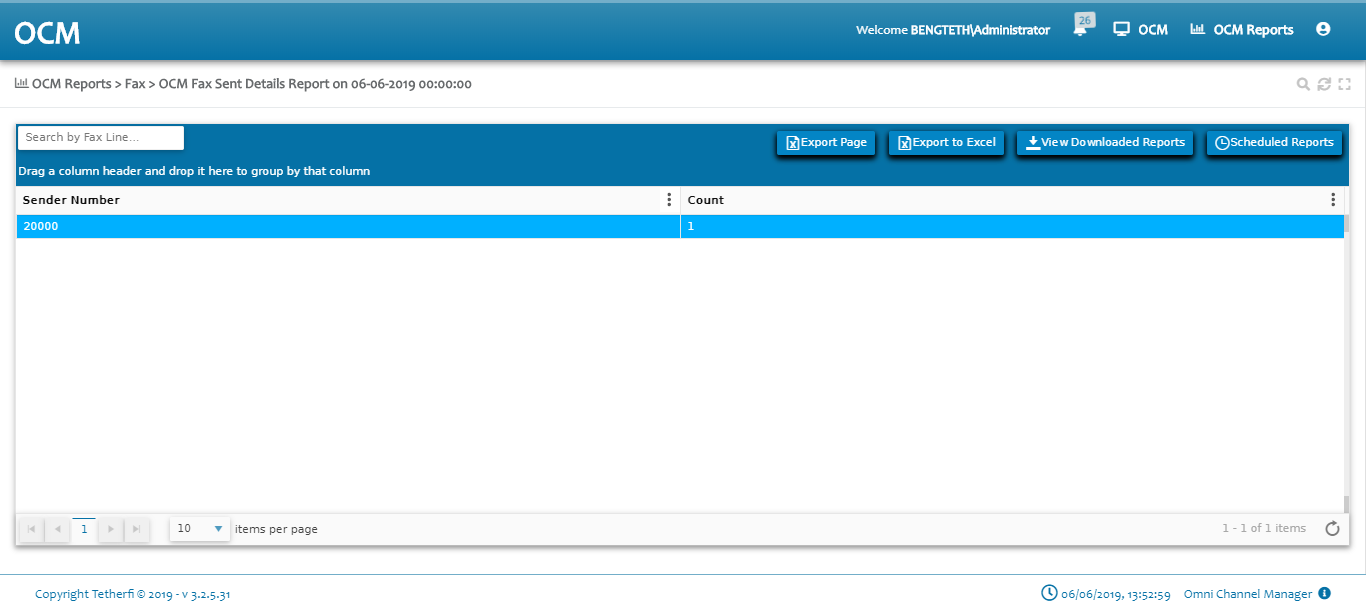 OCM
Welcome BENGTETH\Administrator
26
OCM
OCM Reports
OCM Reports > Fax > OCM Fax Sent Details Report on 06-06-2019 00:00:00
Search by Fax Line...
Export Page
Export to Excel
View Downloaded Reports
Scheduled Reports
Drag a column header and drop it here to group by that column
Sender Number
Count
20000
1
1
10
items per page
1 - 1 of 1 items
Copyright Tetherfi © 2019 - v 3.2.5.31
06/06/2019, 13:52:59
Omni Channel Manager